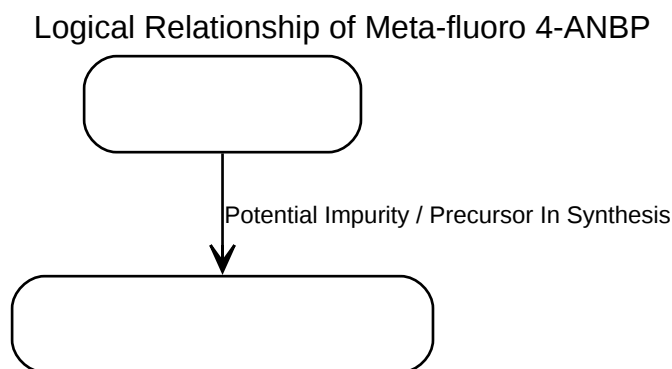 Logical Relationship of Meta-fluoro 4-ANBP
Potential Impurity / Precursor In Synthesis